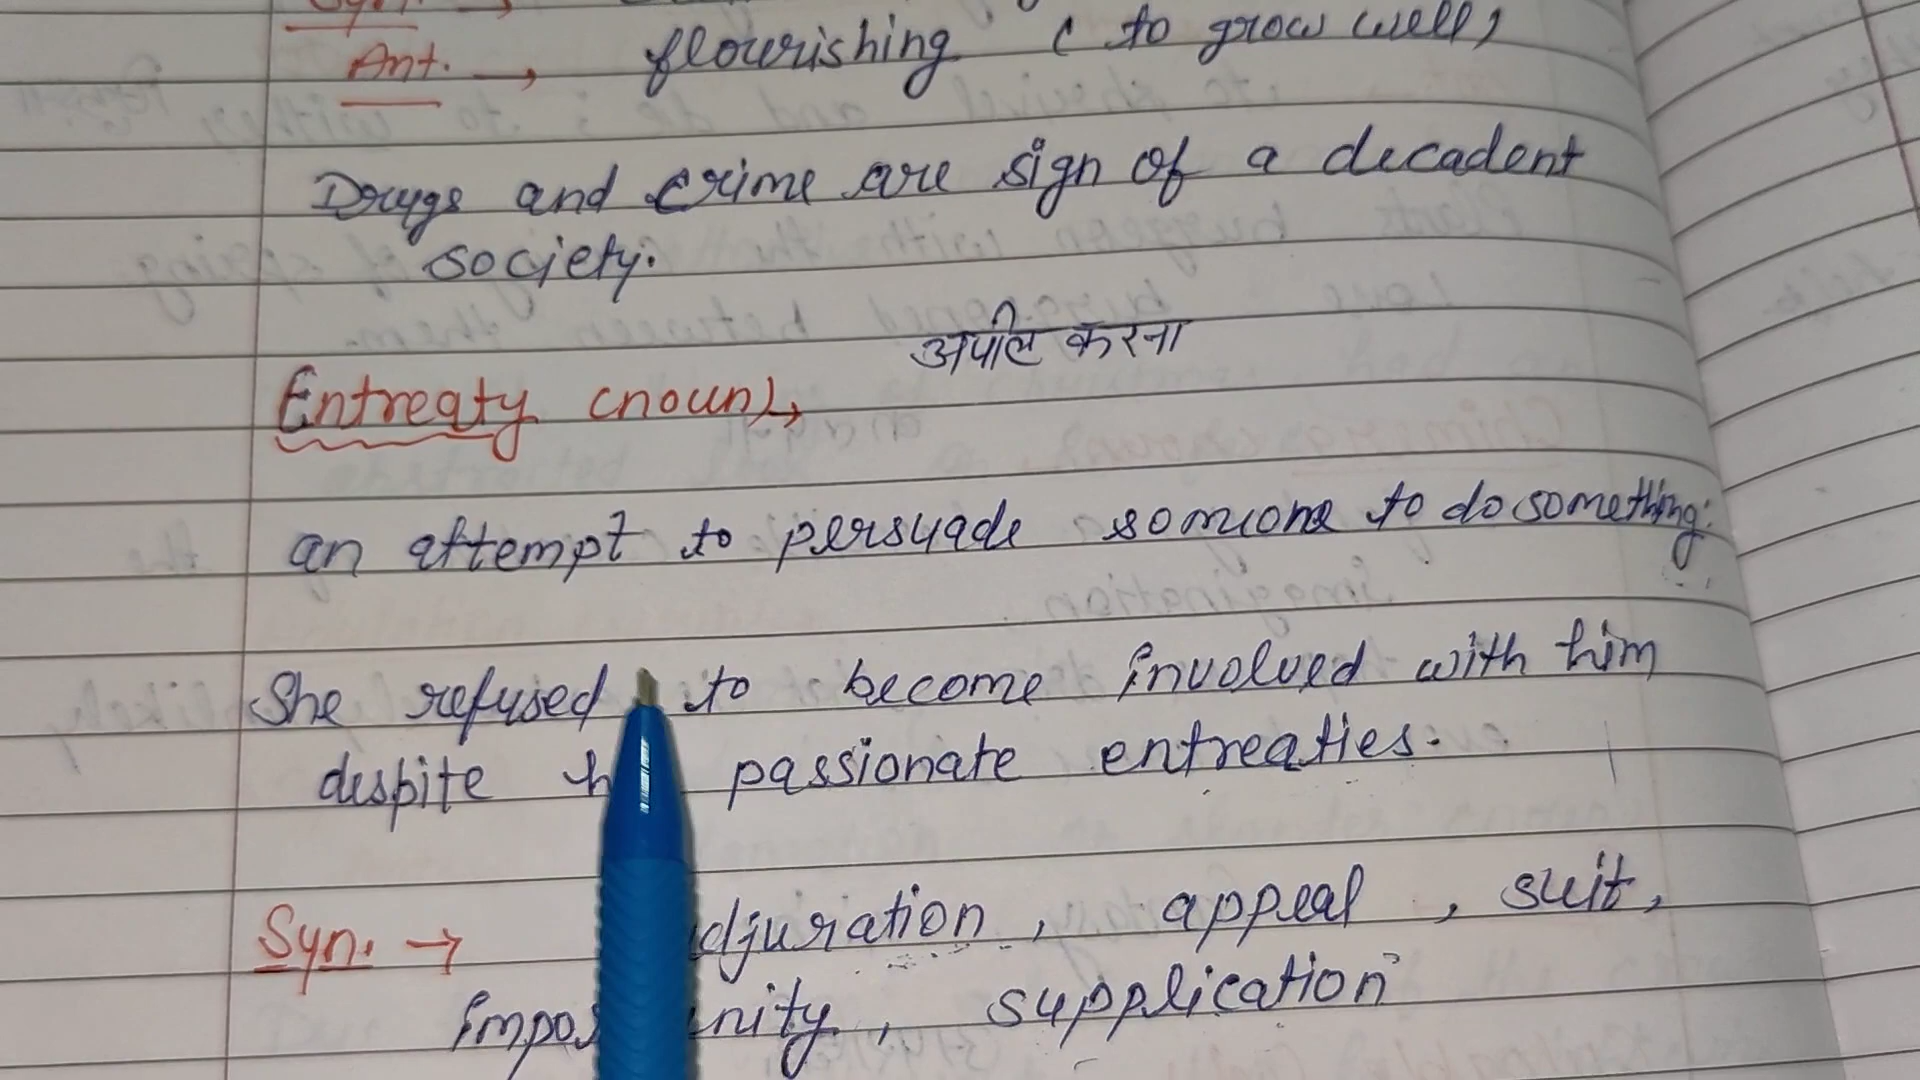 Syn. →
Ant. → flourishing ( to grow well)
Drugs and crime are sign of a decadent
society.
अपील करना
Entreaty (noun) →
an attempt to persuade someone to do something.
She refused to become involved with him
despite passionate entreaties.
Syn. → djuration, appeal, suit,
supplication